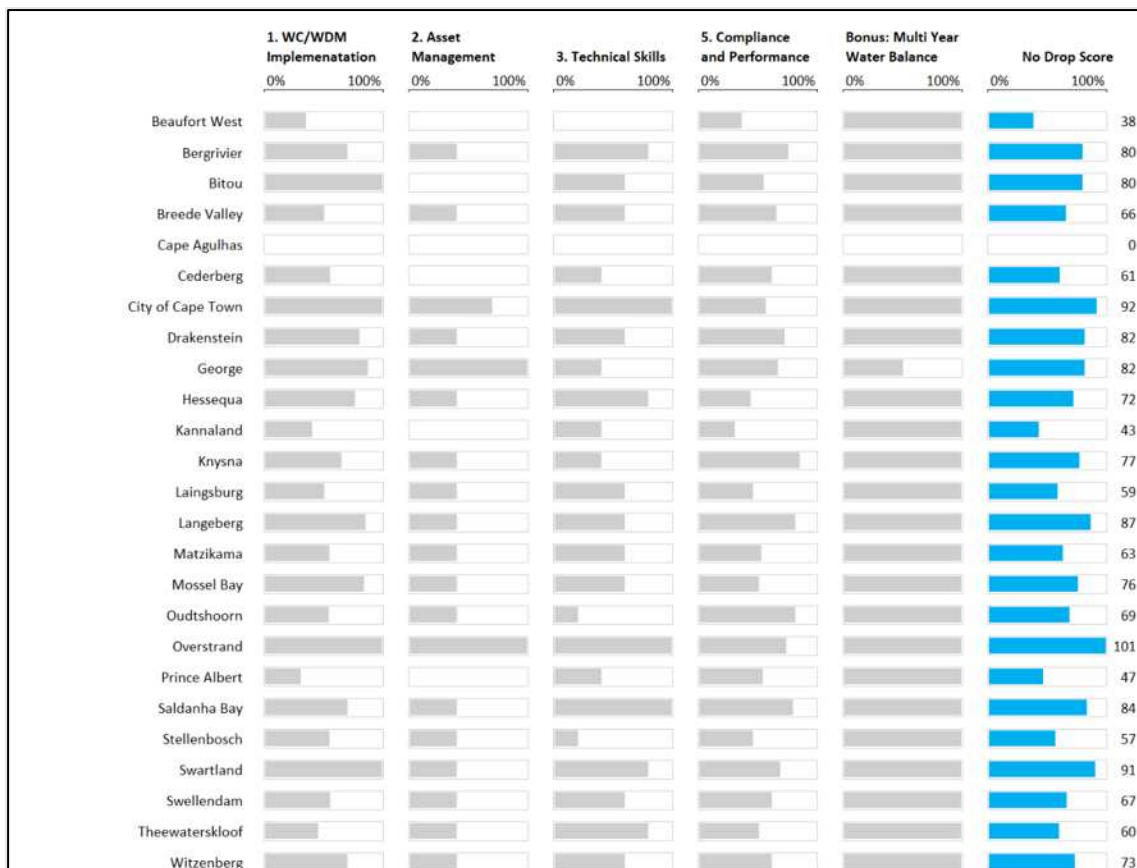 1. WC/WDM 2. Asset 5. Compliance Bonus: Multi Year
Implemenatation Management 3. Technical Skills and Performance Water Balance No Drop Score
0% 100% 0% 100% 0% 100% 0% 100% 0% 100% 0% 100%
Beaufort West 38
Bergrivier 80
Bitou 80
Breede Valley 66
Cape Agulhas 0
Cederberg 61
City of Cape Town 92
Drakenstein 82
George 82
Hessequa 72
Kannaland 43
Knysna 77
Laingsburg 59
Langeberg 87
Matzikama 63
Mossel Bay 76
Oudtshoorn 69
Overstrand 101
Prince Albert 47
Saldanha Bay 84
Stellenbosch 57
Swartland 91
Swellendam 67
Theewaterskloof 60
Witzenberg 73